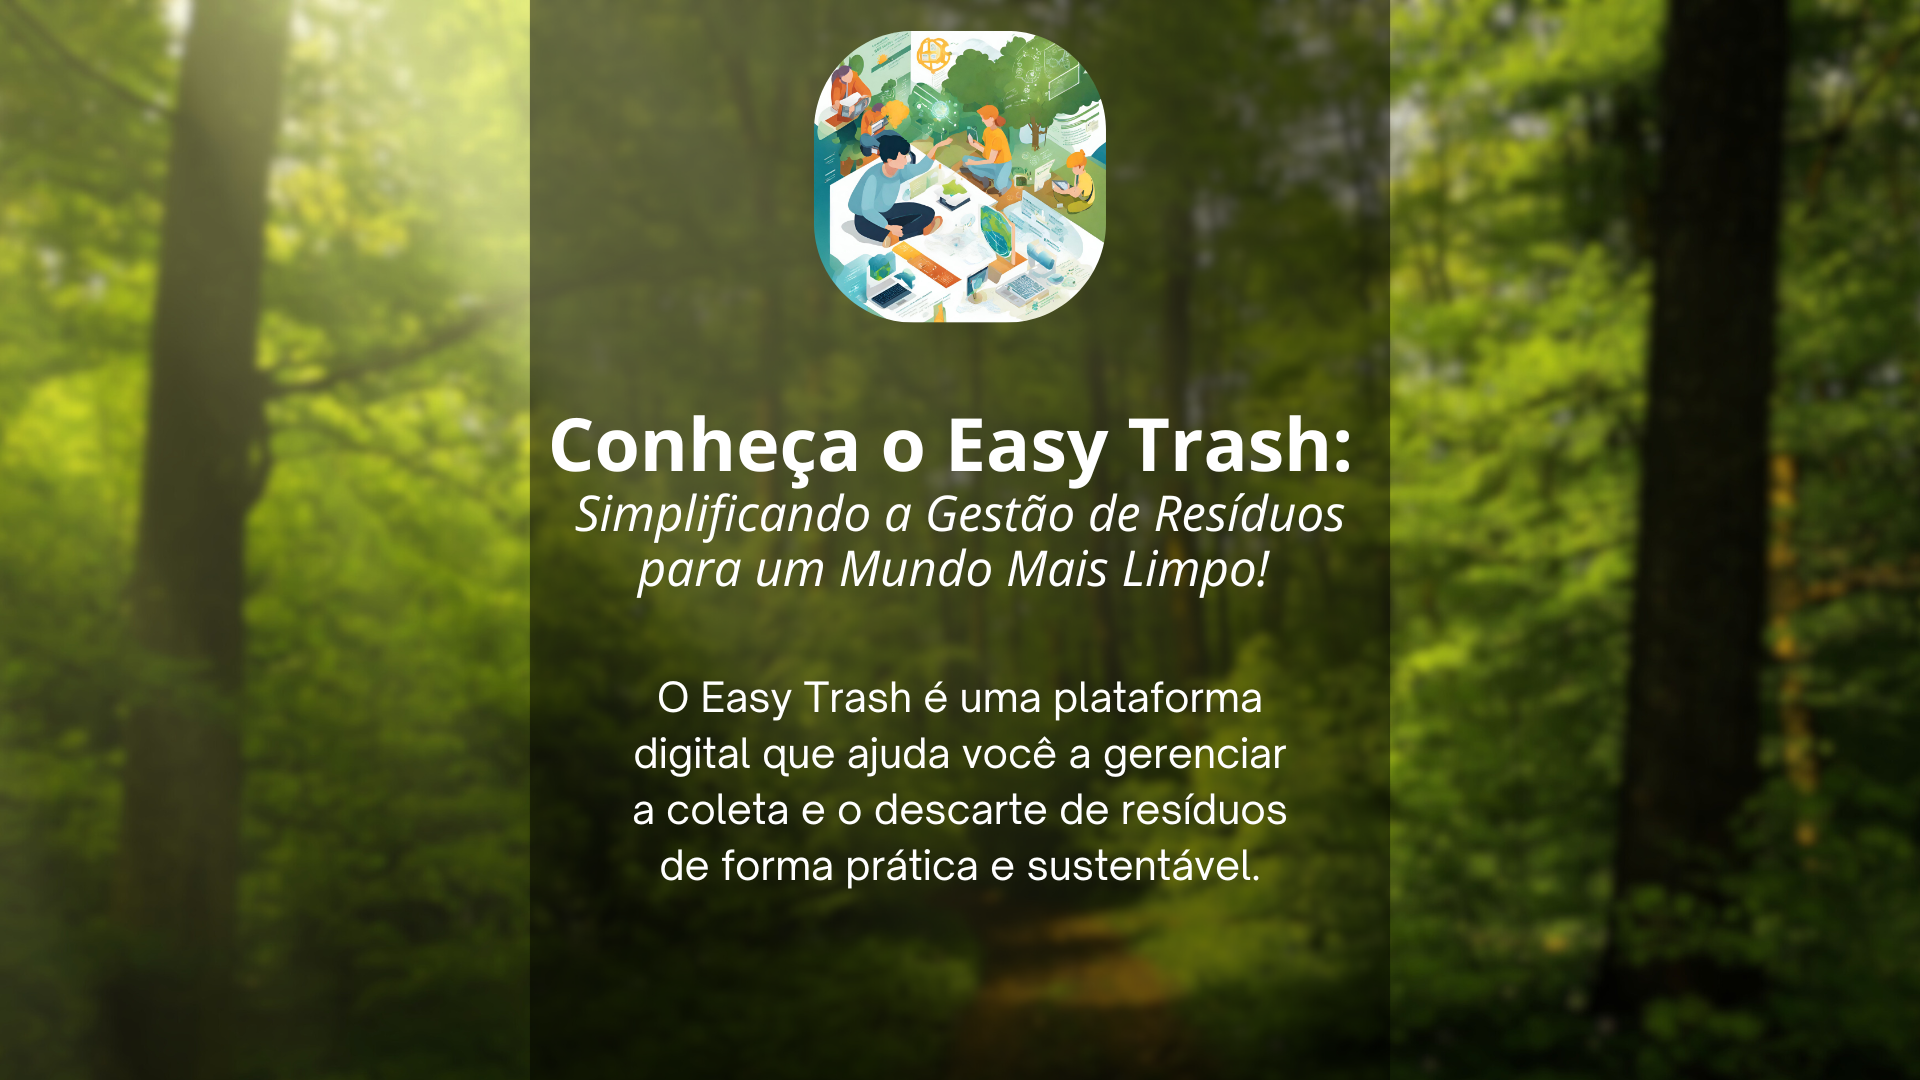 Conheça o Easy Trash:
Simplificando a Gestão de Resíduos
para um Mundo Mais Limpo!
O Easy Trash é uma plataforma
digital que ajuda você a gerenciar
a coleta e o descarte de resíduos
de forma prática e sustentável.